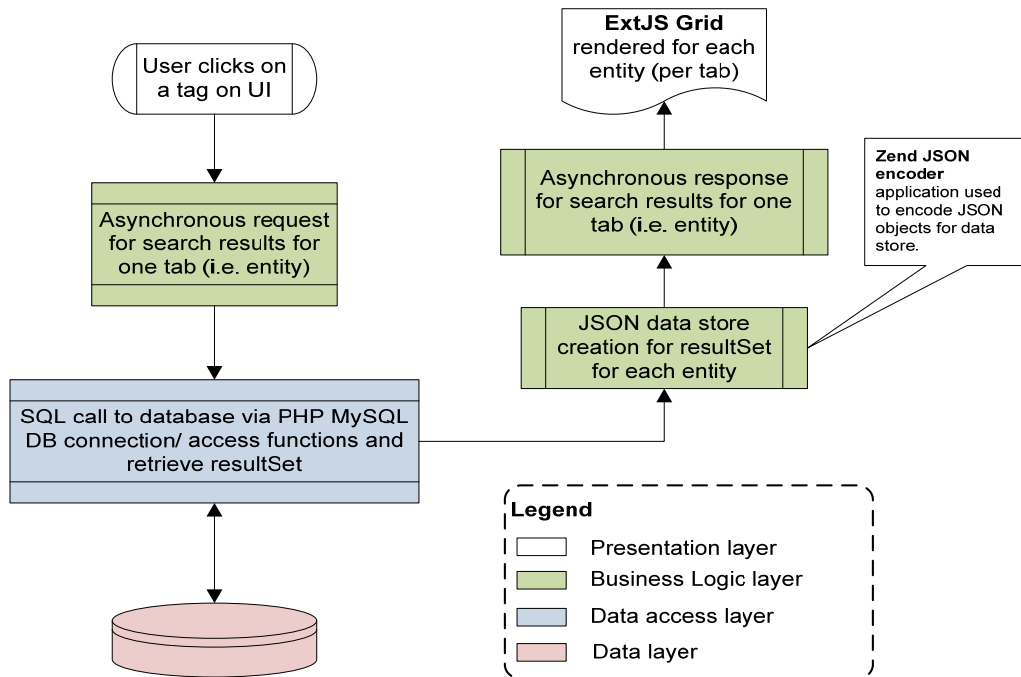 User clicks on
a tag on UI
Asynchronous request
for search results for
one tab (i.e. entity)
SQL call to database via PHP MySQL
DB connection/ access functions and
retrieve resultSet
ExtJS Grid
rendered for each
entity (per tab)
Asynchronous response
for search results for one
tab (i.e. entity)
JSON data store
creation for resultSet
for each entity
Zend JSON
encoder
application used
to encode JSON
objects for data
store.
Legend
Presentation layer
Business Logic layer
Data access layer
Data layer